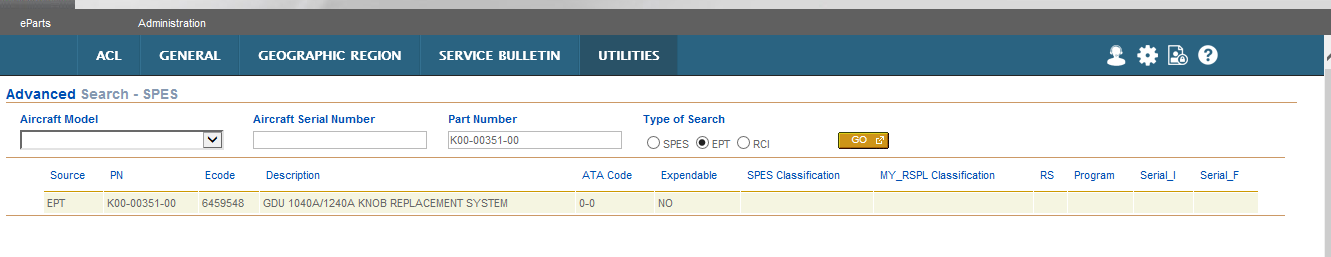 eParts Administration
ACL GENERAL GEOGRAPHIC REGION SERVICE BULLETIN UTILITIES
Advanced Search - SPES
Aircraft Model Aircraft Serial Number Part Number Type of Search
K00-00351-00 SPES EPT RCI GO
Source PN Ecode Description ATA Code Expendable SPES Classification MY_RSPL Classification RS Program Serial_I Serial_F
EPT K00-00351-00 6459548 GDU 1040A/1240A KNOB REPLACEMENT SYSTEM 0-0 NO